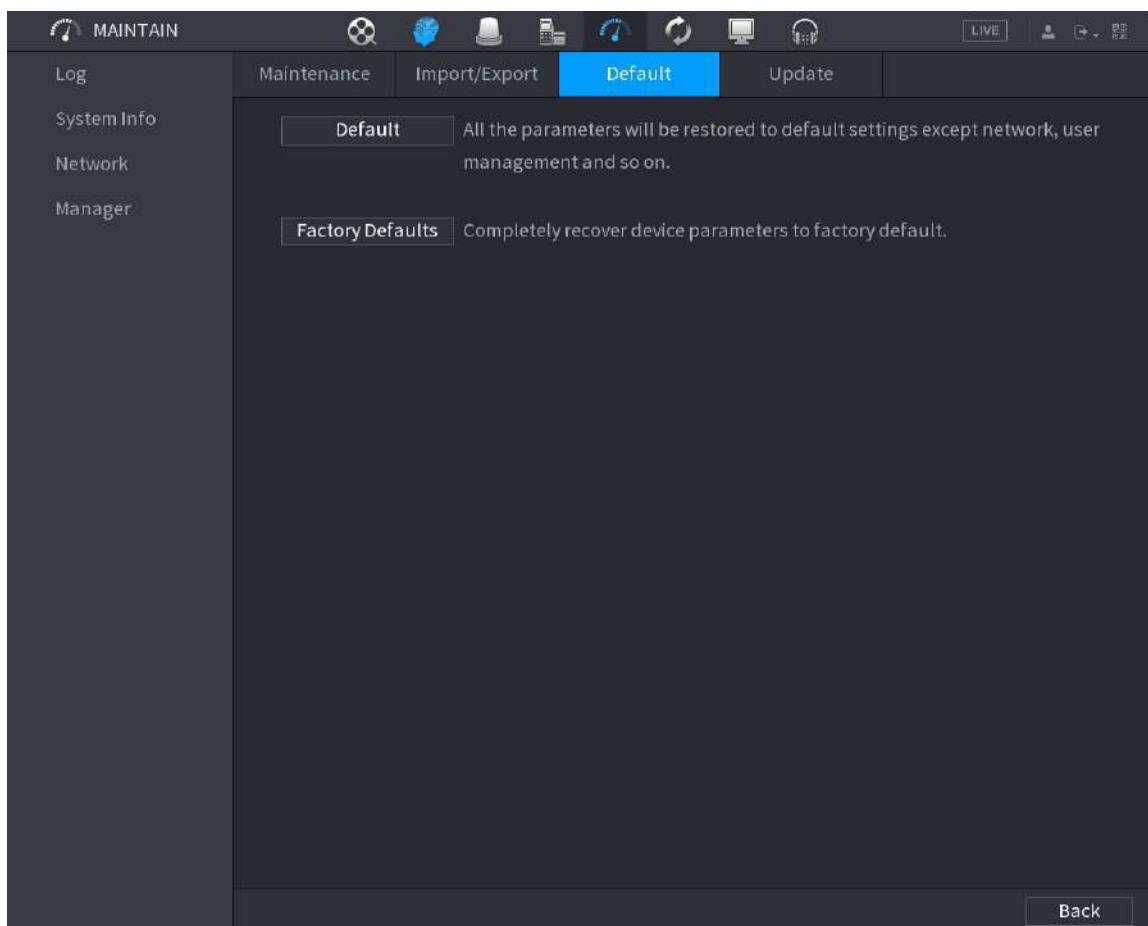 MAINTAIN
LIVE
Log
Maintenance
Import/Export
Default
Update
System Info
Network
Manager
Default
All the parameters will be restored to default settings except network, user
management and so on.
Factory Defaults
Completely recover device parameters to factory default.
Back